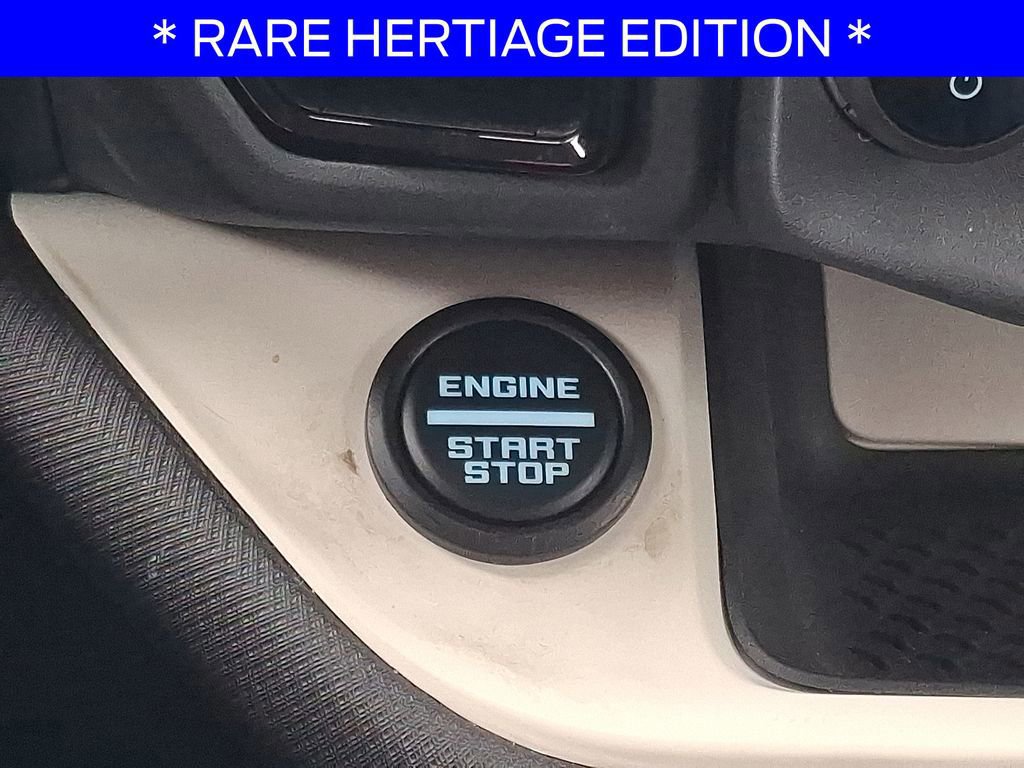 * RARE HERTIAGE EDITION *
ENGINE
START
STOP